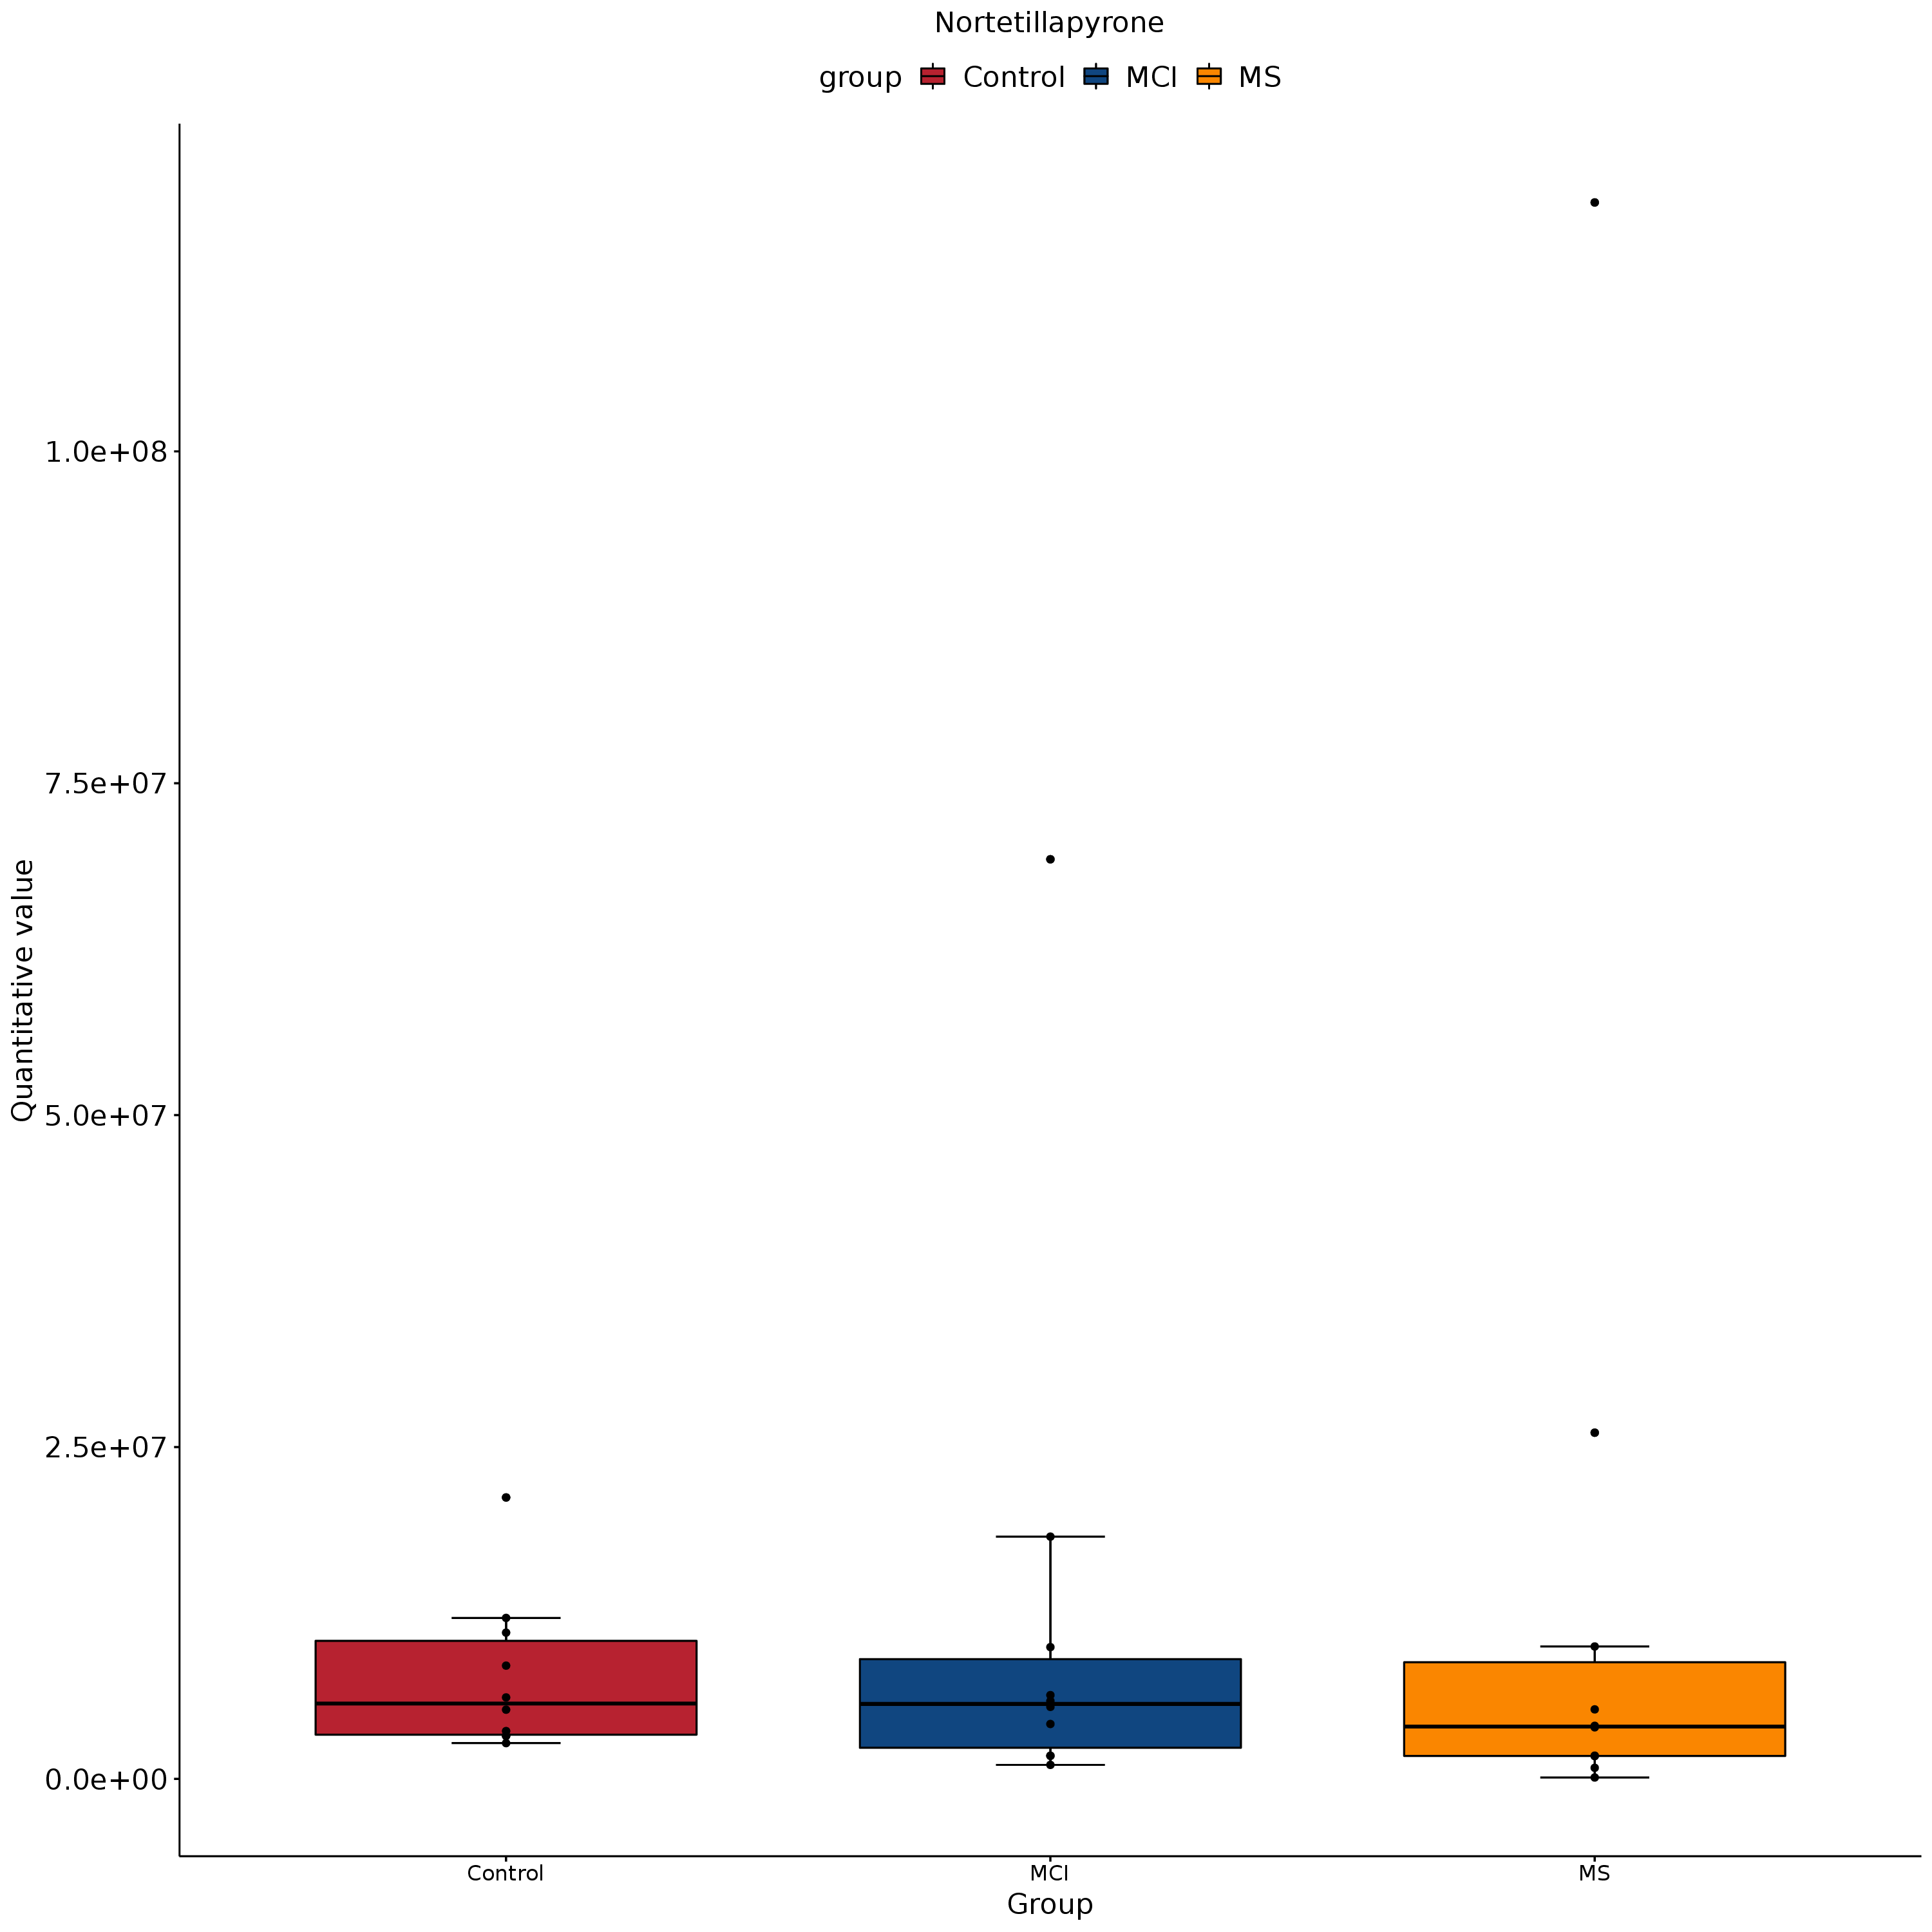 Nortetillapyrone
group Control MCI MS
1.0e+08
7.5e+07
5.0e+07
2.5e+07
0.0e+00
Quantitative value
Control MCI MS
Group